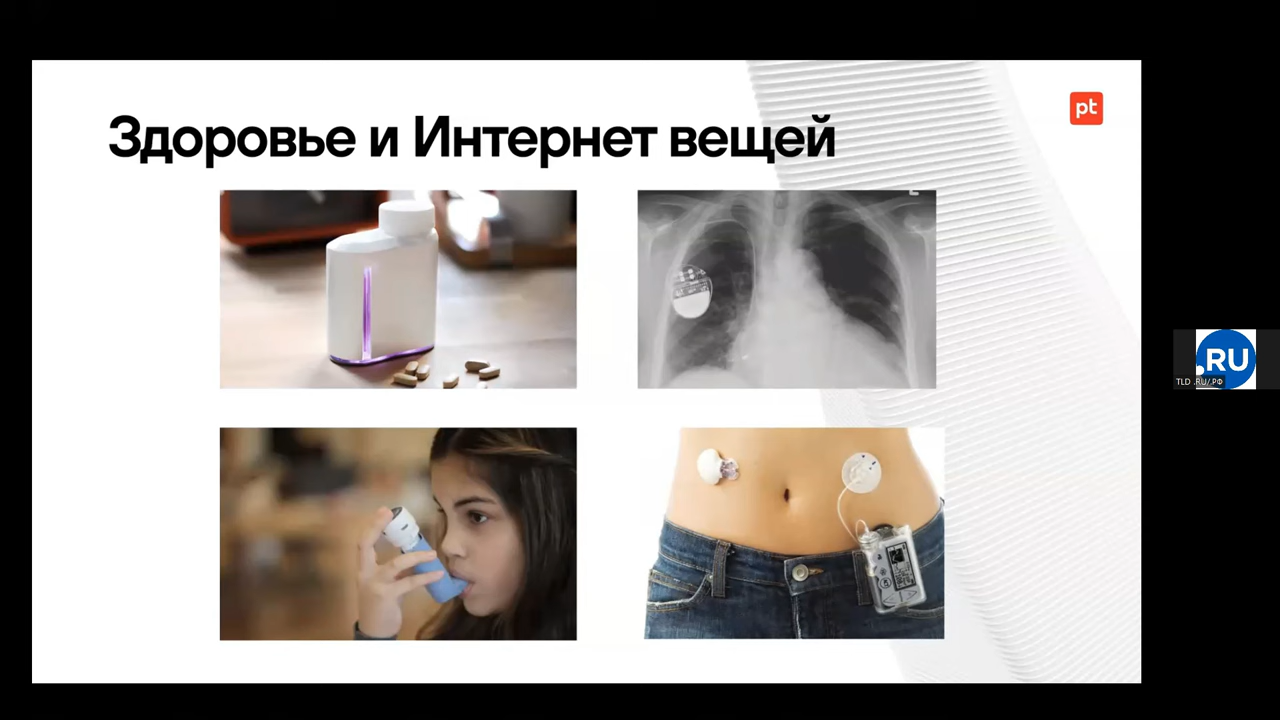 Здоровье и Интернет вещей
pt
.RU
TLD .RU/.РФ